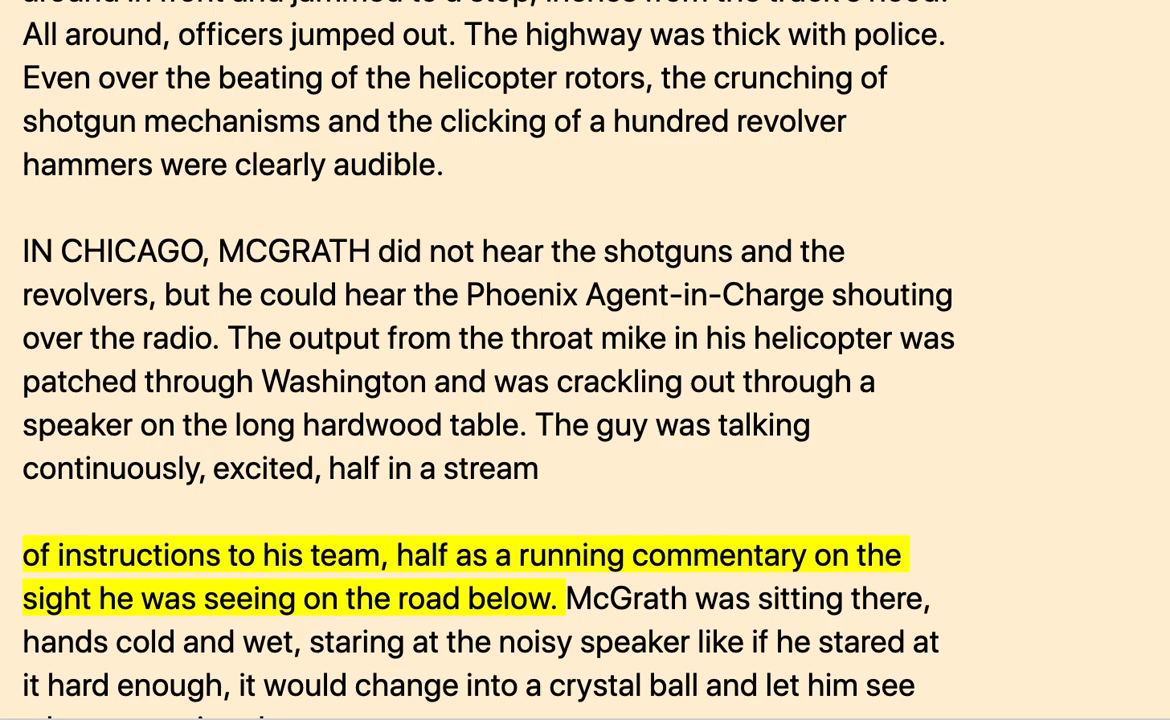 All around, officers jumped out. The highway was thick with police.
Even over the beating of the helicopter rotors, the crunching of
shotgun mechanisms and the clicking of a hundred revolver
hammers were clearly audible.
IN CHICAGO, MCGRATH did not hear the shotguns and the
revolvers, but he could hear the Phoenix Agent-in-Charge shouting
over the radio. The output from the throat mike in his helicopter was
patched through Washington and was crackling out through a
speaker on the long hardwood table. The guy was talking
continuously, excited, half in a stream
of instructions to his team, half as a running commentary on the
sight he was seeing on the road below. McGrath was sitting there,
hands cold and wet, staring at the noisy speaker like if he stared at
it hard enough, it would change into a crystal ball and let him see